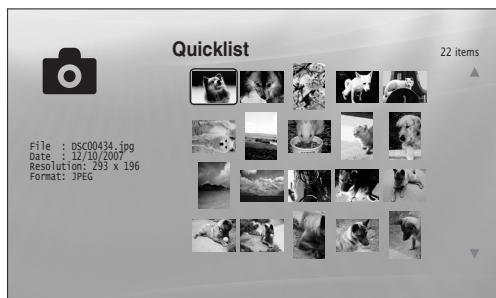 Quicklist
22 items
File : DSC00434.jpg
Date : 12/10/2007
Resolution: 293 x 196
Format: JPEG